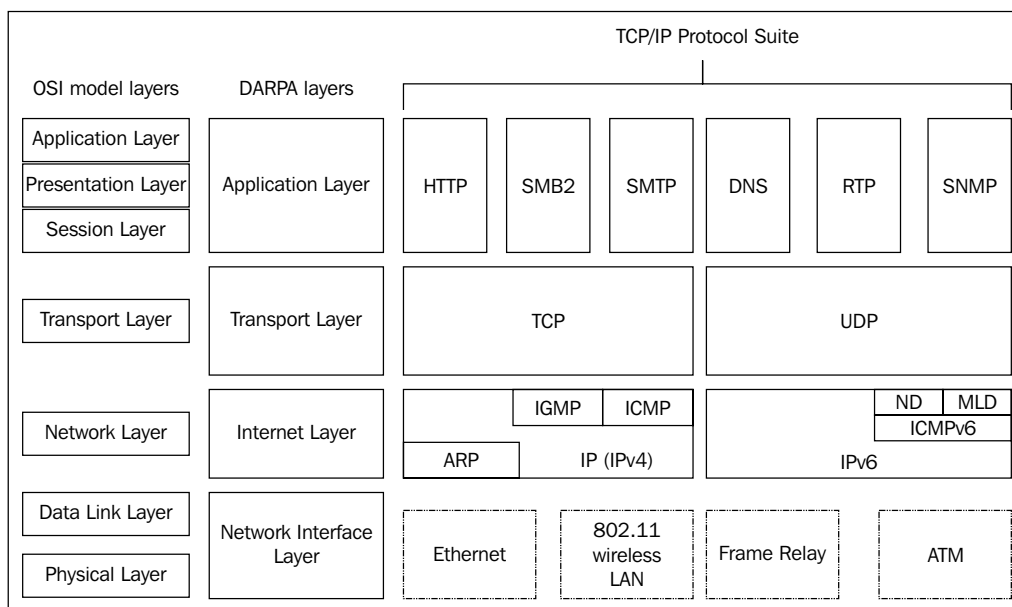 TCP/IP Protocol Suite
OSI model layers
DARPA layers
Application Layer
Presentation Layer
Session Layer
Application Layer
HTTP
SMB2
SMTP
DNS
RTP
SNMP
Transport Layer
Transport Layer
TCP
UDP
Network Layer
Internet Layer
IGMP
ICMP
ARP
IP (IPv4)
ND
MLD
ICMPv6
IPv6
Data Link Layer
Physical Layer
Network Interface
Layer
Ethernet
802.11
wireless
LAN
Frame Relay
ATM